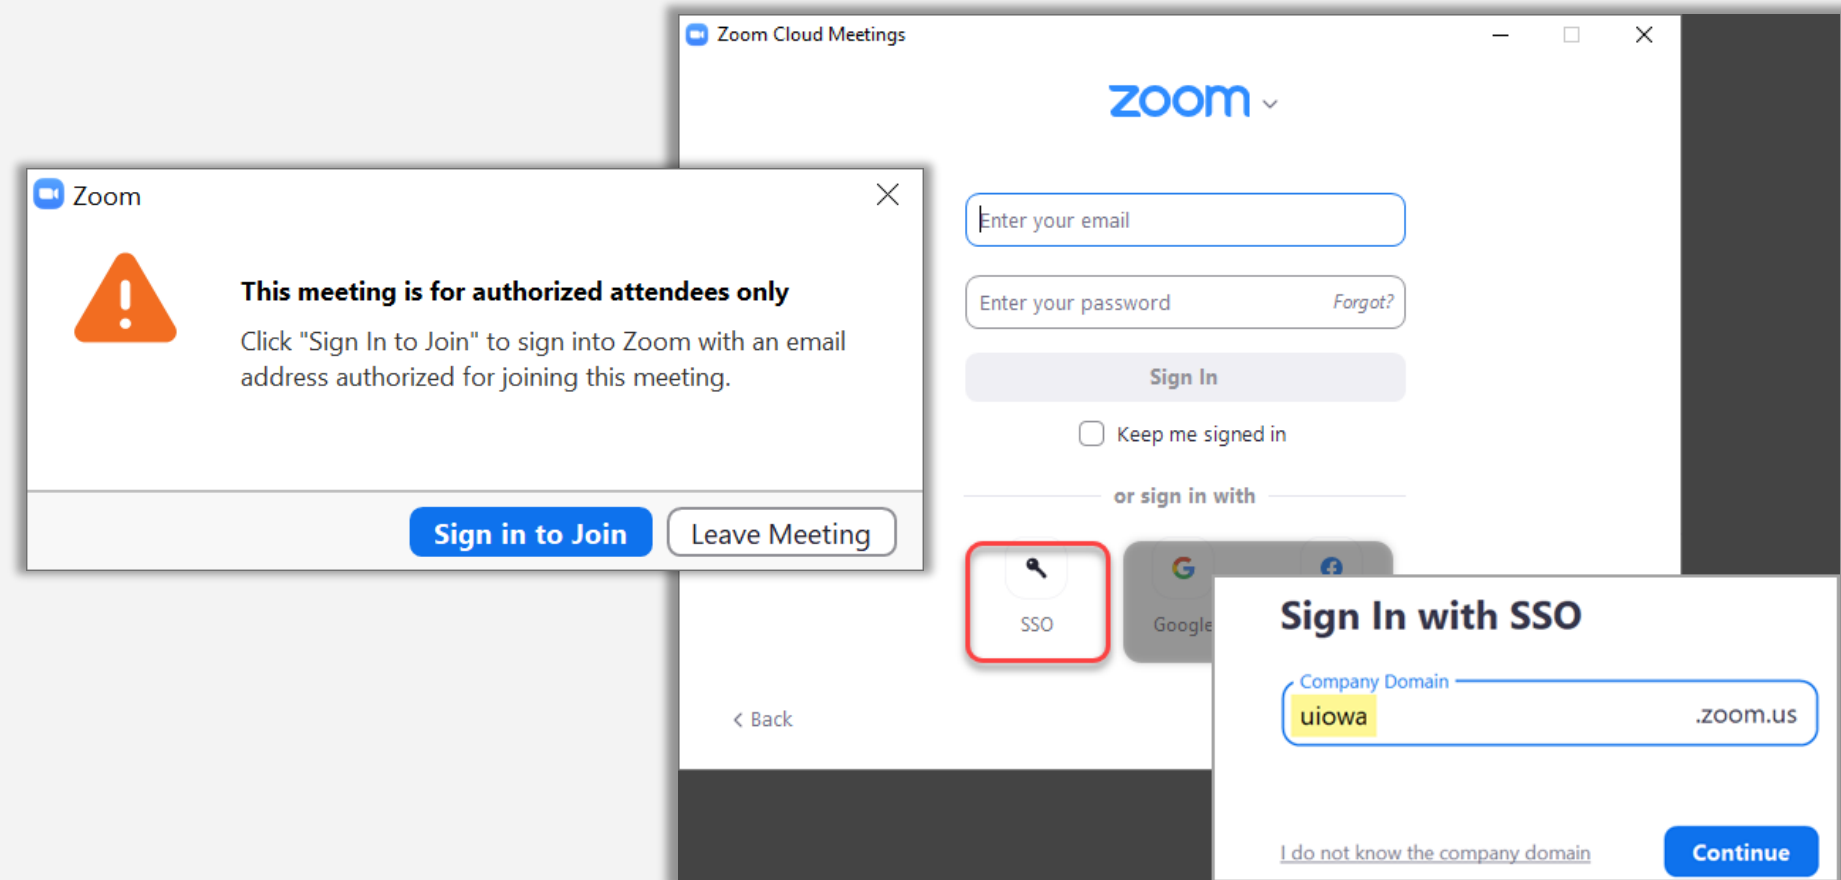 Zoom
This meeting is for authorized attendees only
Click "Sign In to Join" to sign into Zoom with an email
address authorized for joining this meeting.
Sign in to Join
Leave Meeting
Zoom Cloud Meetings
zoom
Enter your email
Enter your password
Forgot?
Sign In
Keep me signed in
or sign in with
SSO
Google
Back
Sign In with SSO
Company Domain
uiowa
.zoom.us
I do not know the company domain
Continue